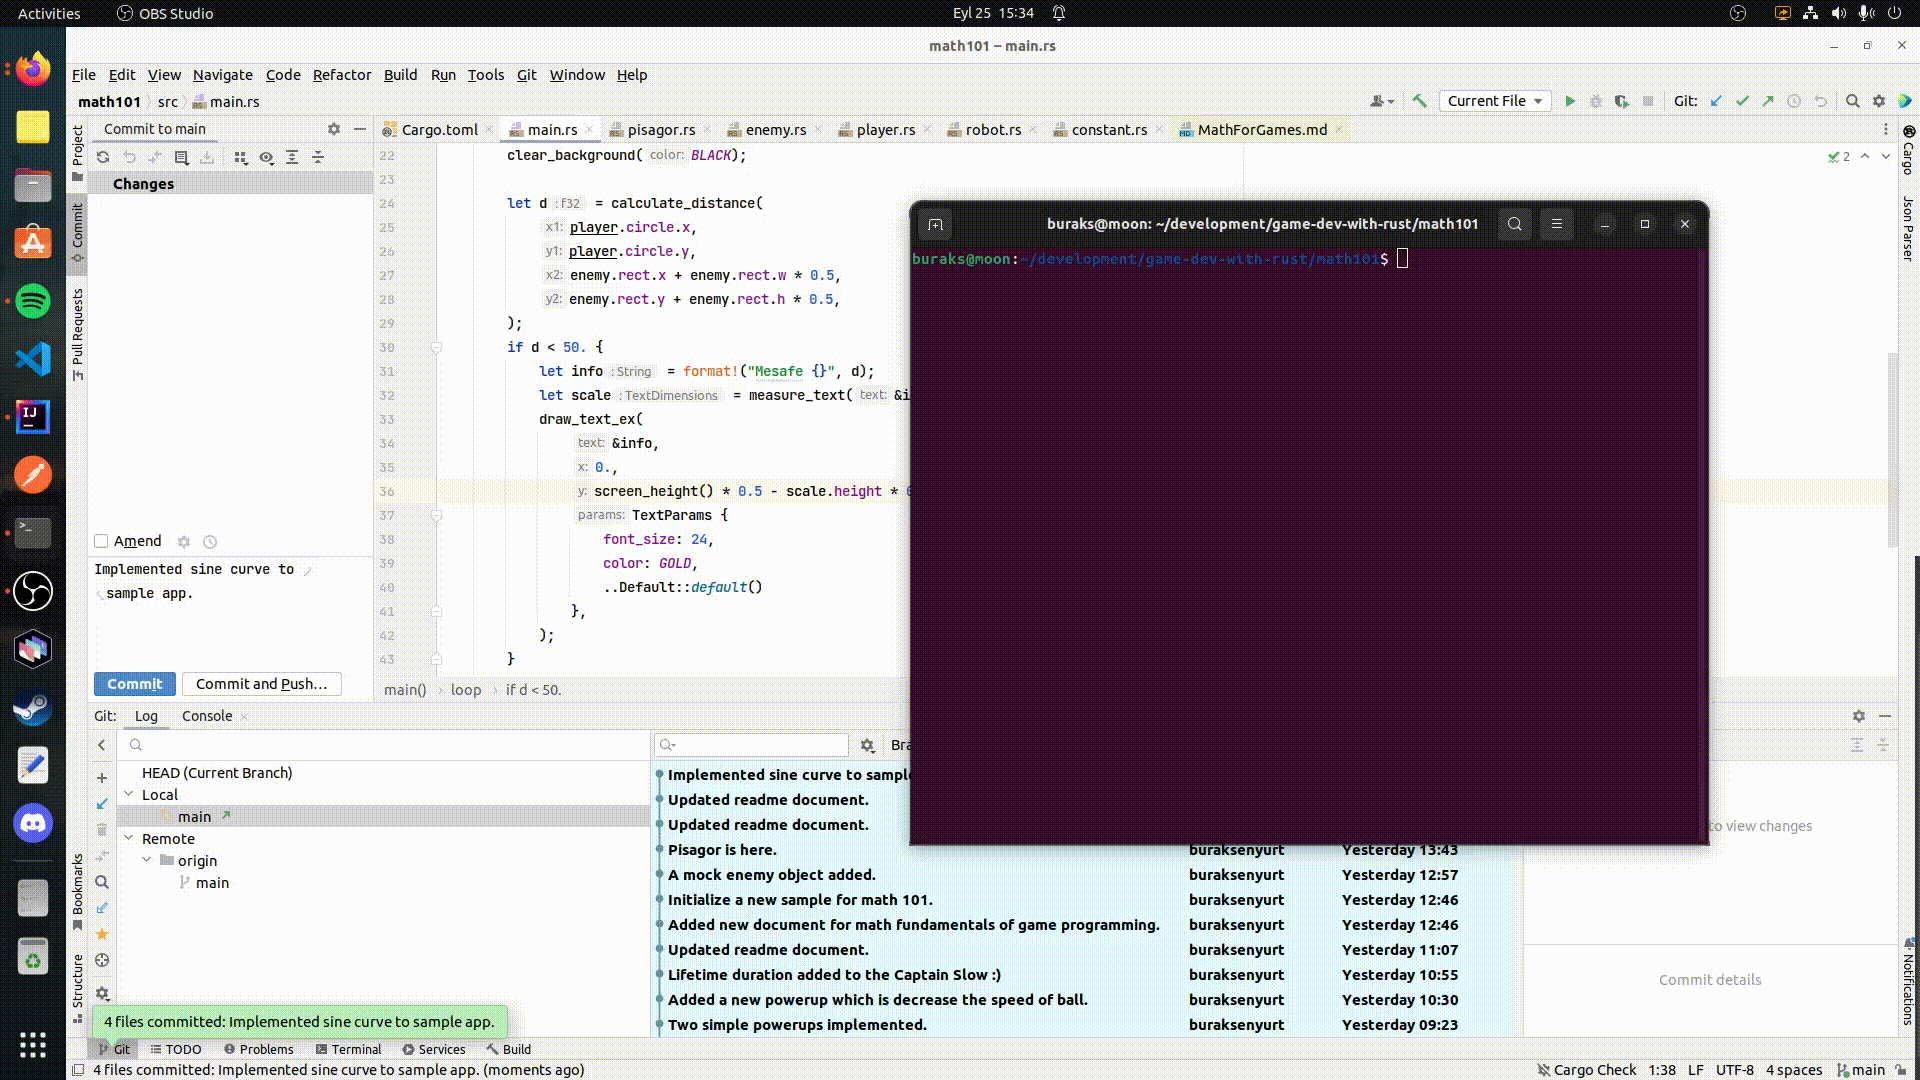 Activities
OBS Studio
Eyl 25 15:34
math101 – main.rs
File Edit View Navigate Code Refactor Build Run Tools Git Window Help
math101 src main.rs
Current File
Git:
Project
Commit
Pull Requests
Bookmarks
Structure
Commit to main
Changes
Amend
Implemented sine curve to
sample app.
Commit
Commit and Push...
Cargo.toml
main.rs
pisagor.rs
enemy.rs
player.rs
robot.rs
constant.rs
MathForGames.md
2
22 clear_background( color: BLACK);
23
24 let d : f32 = calculate_distance(
25 x1: player.circle.x,
26 y1: player.circle.y,
27 x2: enemy.rect.x + enemy.rect.w * 0.5,
28 y2: enemy.rect.y + enemy.rect.h * 0.5,
29 );
30 if d < 50. {
31 let info : String = format!("Mesafe {}", d);
32 let scale : TextDimensions = measure_text( text: &i
33 draw_text_ex(
34 text: &info,
35 x: 0.,
36 y: screen_height() * 0.5 - scale.height *
37 params: TextParams {
38 font_size: 24,
39 color: GOLD,
40 ..Default::default()
41 },
42 );
43 }
main() loop if d < 50.
buraks@moon: ~/development/game-dev-with-rust/math101
buraks@moon:~/development/game-dev-with-rust/math101$
Cargo
Json Parser
Notifications
Git: Log Console
HEAD (Current Branch)
Local
main
Remote
origin
main
Bra
Implemented sine curve to sampl
Updated readme document.
Updated readme document.
Pisagor is here. buraksenyurt Yesterday 13:43
A mock enemy object added. buraksenyurt Yesterday 12:57
Initialize a new sample for math 101. buraksenyurt Yesterday 12:46
Added new document for math fundamentals of game programming. buraksenyurt Yesterday 12:46
Updated readme document. buraksenyurt Yesterday 11:07
Lifetime duration added to the Captain Slow :) buraksenyurt Yesterday 10:55
Added a new powerup which is decrease the speed of ball. buraksenyurt Yesterday 10:30
Two simple powerups implemented. buraksenyurt Yesterday 09:23
to view changes
Commit details
4 files committed: Implemented sine curve to sample app.
Git TODO Problems Terminal Services Build
4 files committed: Implemented sine curve to sample app. (moments ago)
Cargo Check 1:38 LF UTF-8 4 spaces main